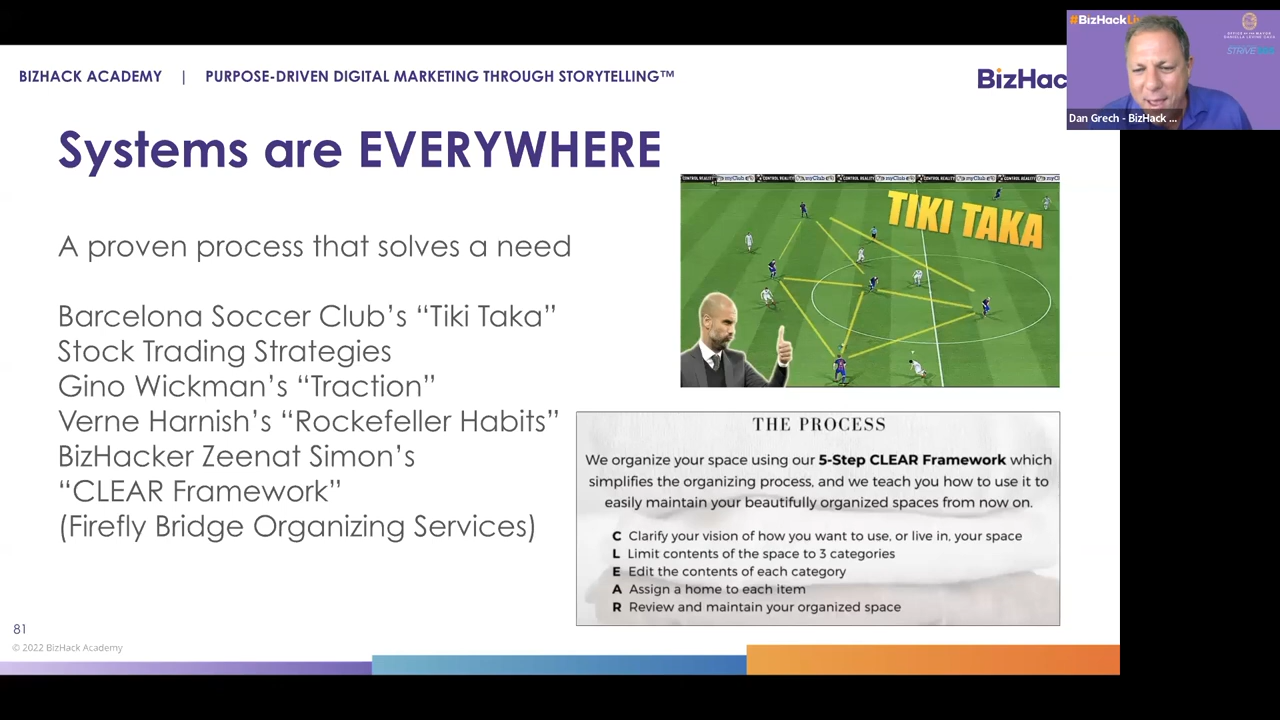 BIZHACK ACADEMY | PURPOSE-DRIVEN DIGITAL MARKETING THROUGH STORYTELLING™
BizHac
#BizHackLi
Dan Grech - BizHack ...
Systems are EVERYWHERE
A proven process that solves a need
Barcelona Soccer Club's “Tiki Taka”
Stock Trading Strategies
Gino Wickman's “Traction”
Verne Harnish's “Rockefeller Habits”
BizHacker Zeenat Simon's
“CLEAR Framework”
(Firefly Bridge Organizing Services)
TIKI TAKA
THE PROCESS
We organize your space using our 5-Step CLEAR Framework which
simplifies the organizing process, and we teach you how to use it to
easily maintain your beautifully organized spaces from now on.
C Clarify your vision of how you want to use, or live in, your space
L Limit contents of the space to 3 categories
E Edit the contents of each category
A Assign a home to each item
R Review and maintain your organized space
81
© 2022 BizHack Academy